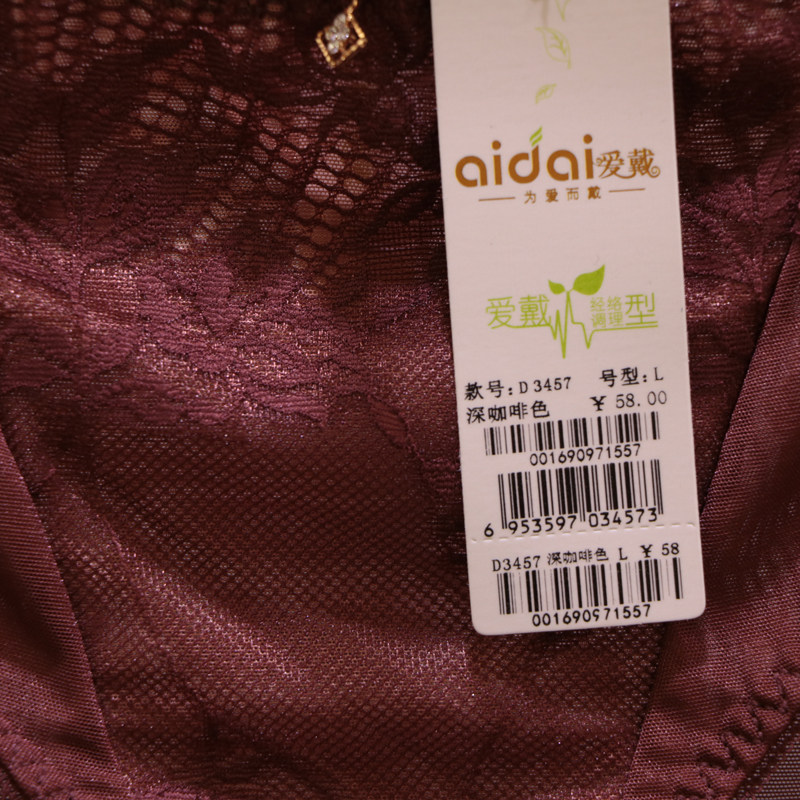 aidai爱戴
为爱而戴
爱戴 经络调理 型
款号:D3457 号型:L
深咖啡色 ¥58.00
001690971557
6 953597 034573
D3457 深咖啡色 L ¥58
001690971557